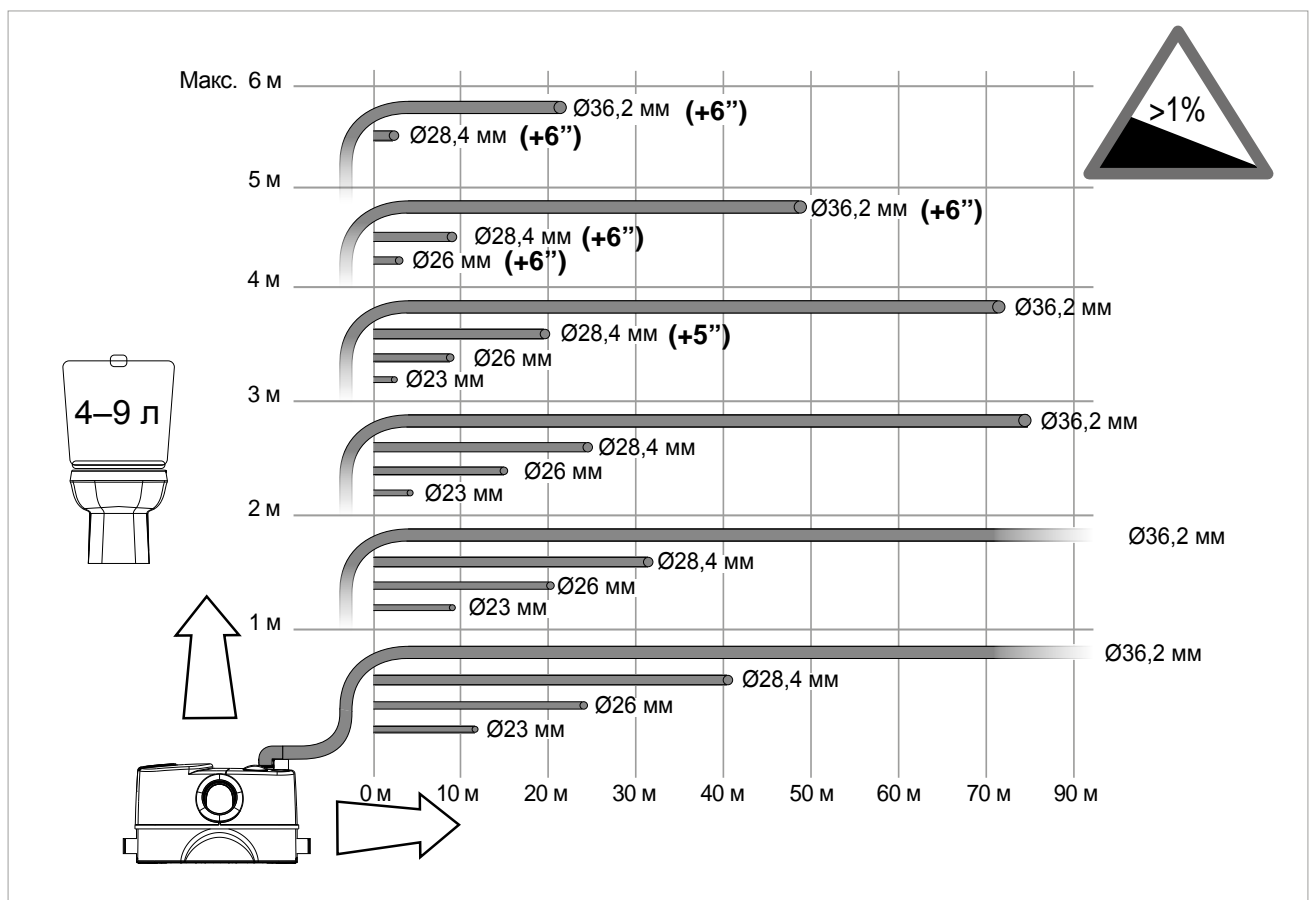 Макс. 6 м
>1%
Ø36,2 мм (+6”)
Ø28,4 мм (+6”)
5 м
Ø36,2 мм (+6”)
Ø28,4 мм (+6”)
Ø26 мм (+6”)
4 м
Ø36,2 мм
Ø28,4 мм (+5”)
Ø26 мм
Ø23 мм
3 м
4–9 л
Ø36,2 мм
Ø28,4 мм
Ø26 мм
Ø23 мм
2 м
Ø36,2 мм
Ø28,4 мм
Ø26 мм
Ø23 мм
1 м
Ø36,2 мм
Ø28,4 мм
Ø26 мм
Ø23 мм
0 м 10 м 20 м 30 м 40 м 50 м 60 м 70 м 90 м